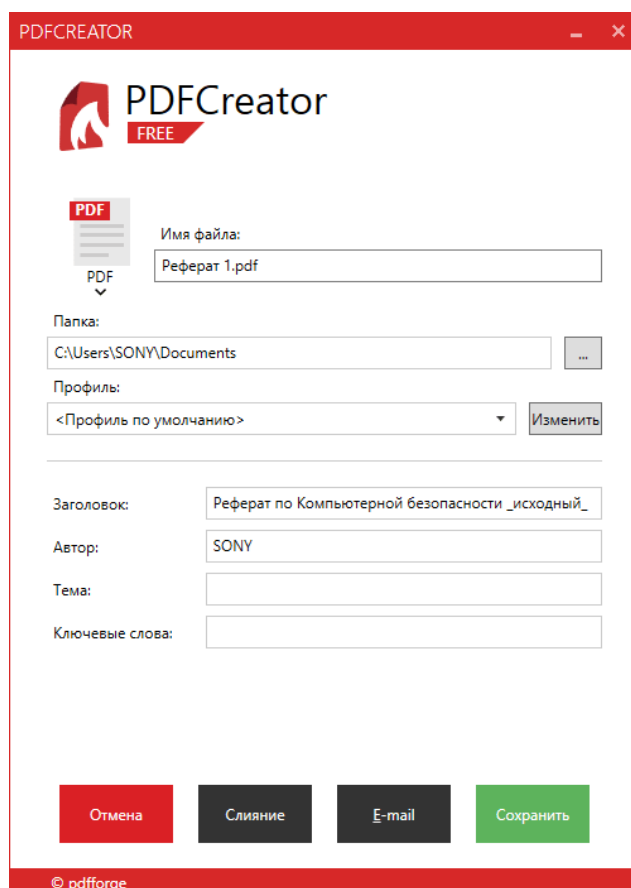 PDFCREATOR
PDFCreator
FREE
PDF
Имя файла:
Реферат 1.pdf
PDF
Папка:
C:\Users\SONY\Documents
...
Профиль:
<Профиль по умолчанию>
Изменить
Заголовок:
Реферат по Компьютерной безопасности _исходный_
Автор:
SONY
Тема:
Ключевые слова:
Отмена
Слияние
E-mail
Сохранить
© pdfforge